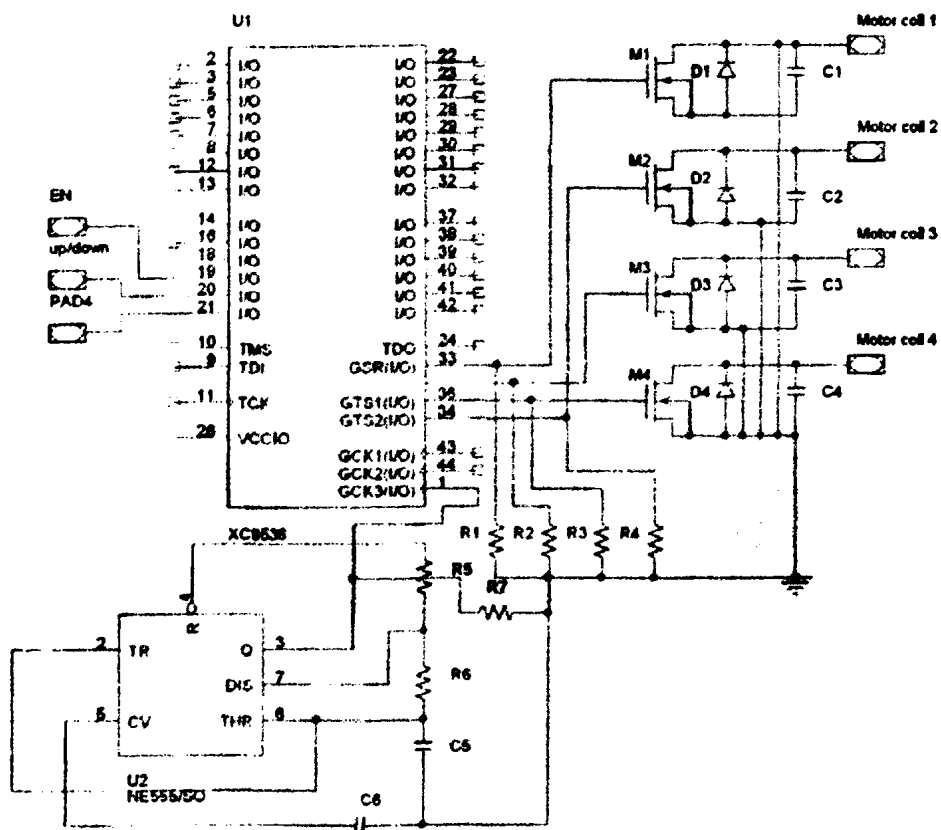 U1
Motor coil 1
2 I/O I/O 22
3 I/O I/O 23
5 I/O I/O 27
6 I/O I/O 28
7 I/O I/O 29
8 I/O I/O 30
12 I/O I/O 31
13 I/O I/O 32
14 I/O I/O 37
16 I/O I/O 38
18 I/O I/O 39
19 I/O I/O 40
20 I/O I/O 41
21 I/O I/O 42
10 TMS TDO 24
9 TDI GSR(I/O) 33
11 TCK GTS1(I/O) 36
GTS2(I/O) 34
26 VCCIO
GCK1(I/O) 43
GCK2(I/O) 44
GCK3(I/O) 1
EN
up/down
PAD4
M1 D1 C1
Motor coil 2
M2 D2 C2
Motor coil 3
M3 D3 C3
Motor coil 4
M4 D4 C4
XC9536
R1 R2 R3 R4
R5
R7
R 4
2 TR Q 3
DIS 7
R6
5 CV THR 6
C5
U2
NE555/SO
C6